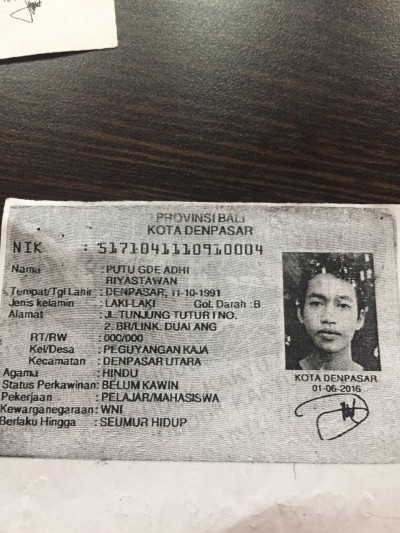 PROVINSI BALI
KOTA DENPASAR
NIK : 5171041110910004
Nama : PUTU GDE ADHI
RIYASTAWAN
Tempat/Tgl Lahir : DENPASAR, 11-10-1991
Jenis kelamin : LAKI-LAKI Gol. Darah :B
Alamat : JL TUNJUNG TUTUR I NO.
2. BR/LINK. DUAJ ANG
RT/RW : 000/000
Kel/Desa : PEGUYANGAN KAJA
Kecamatan : DENPASAR UTARA
Agama : HINDU
Status Perkawinan: BELUM KAWIN
Pekerjaan : PELAJAR/MAHASISWA
Kewarganegaraan: WNI
Berlaku Hingga : SEUMUR HIDUP
KOTA DENPASAR
01-06-2016